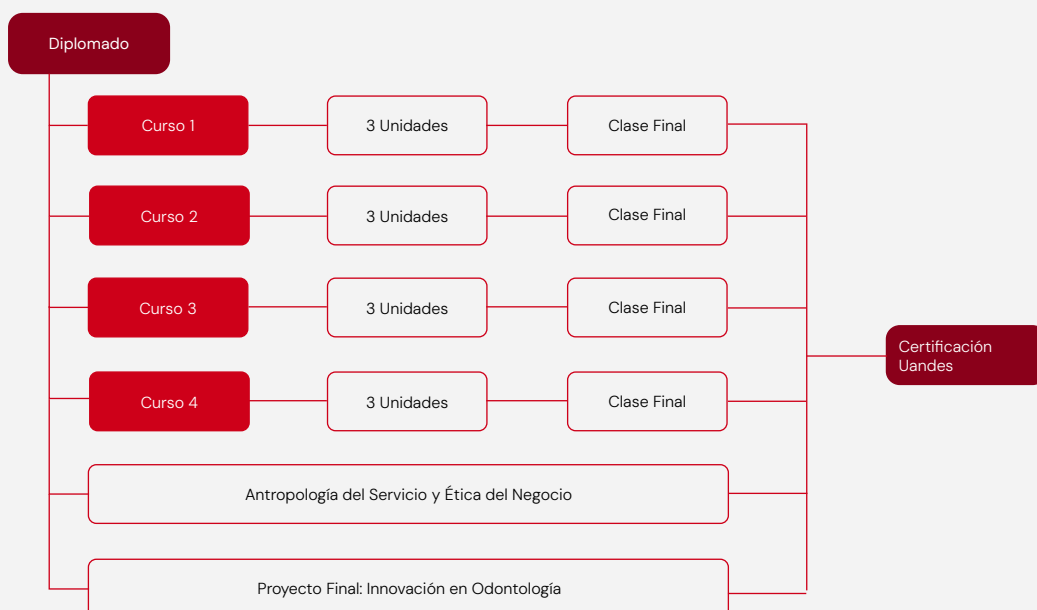 Diplomado
Curso 1
3 Unidades
Clase Final
Curso 2
3 Unidades
Clase Final
Curso 3
3 Unidades
Clase Final
Certificación
Uandes
Curso 4
3 Unidades
Clase Final
Antropología del Servicio y Ética del Negocio
Proyecto Final: Innovación en Odontología